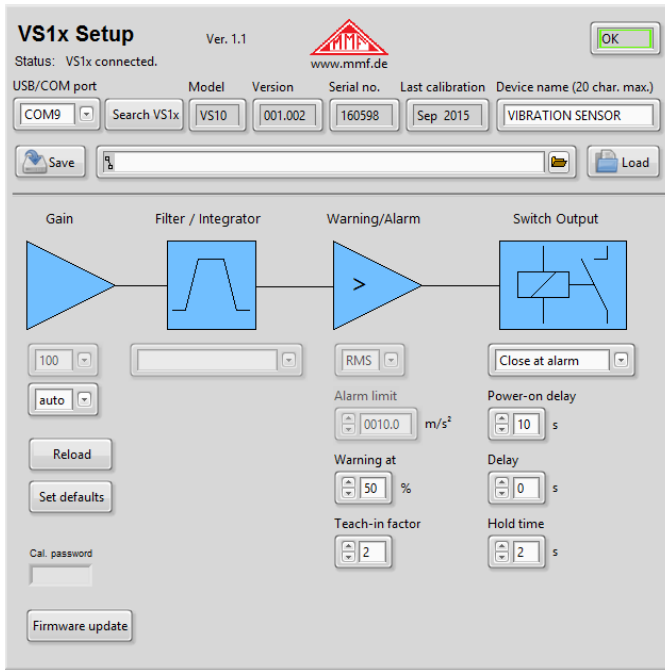 VS1x Setup
Ver. 1.1
MMF
OK
Status: VS1x connected.
www.mmf.de
USB/COM port
Model
Version
Serial no.
Last calibration
Device name (20 char. max.)
COM9
Search VS1x
VS10
001.002
160598
Sep 2015
VIBRATION SENSOR
Save
Load
Gain
Filter / Integrator
Warning/Alarm
Switch Output
>
100
RMS
Close at alarm
auto
Alarm limit
Power-on delay
0010.0 m/s²
10 s
Reload
Warning at
Delay
Set defaults
50 %
0 s
Teach-in factor
Hold time
2
2 s
Cal. password
Firmware update